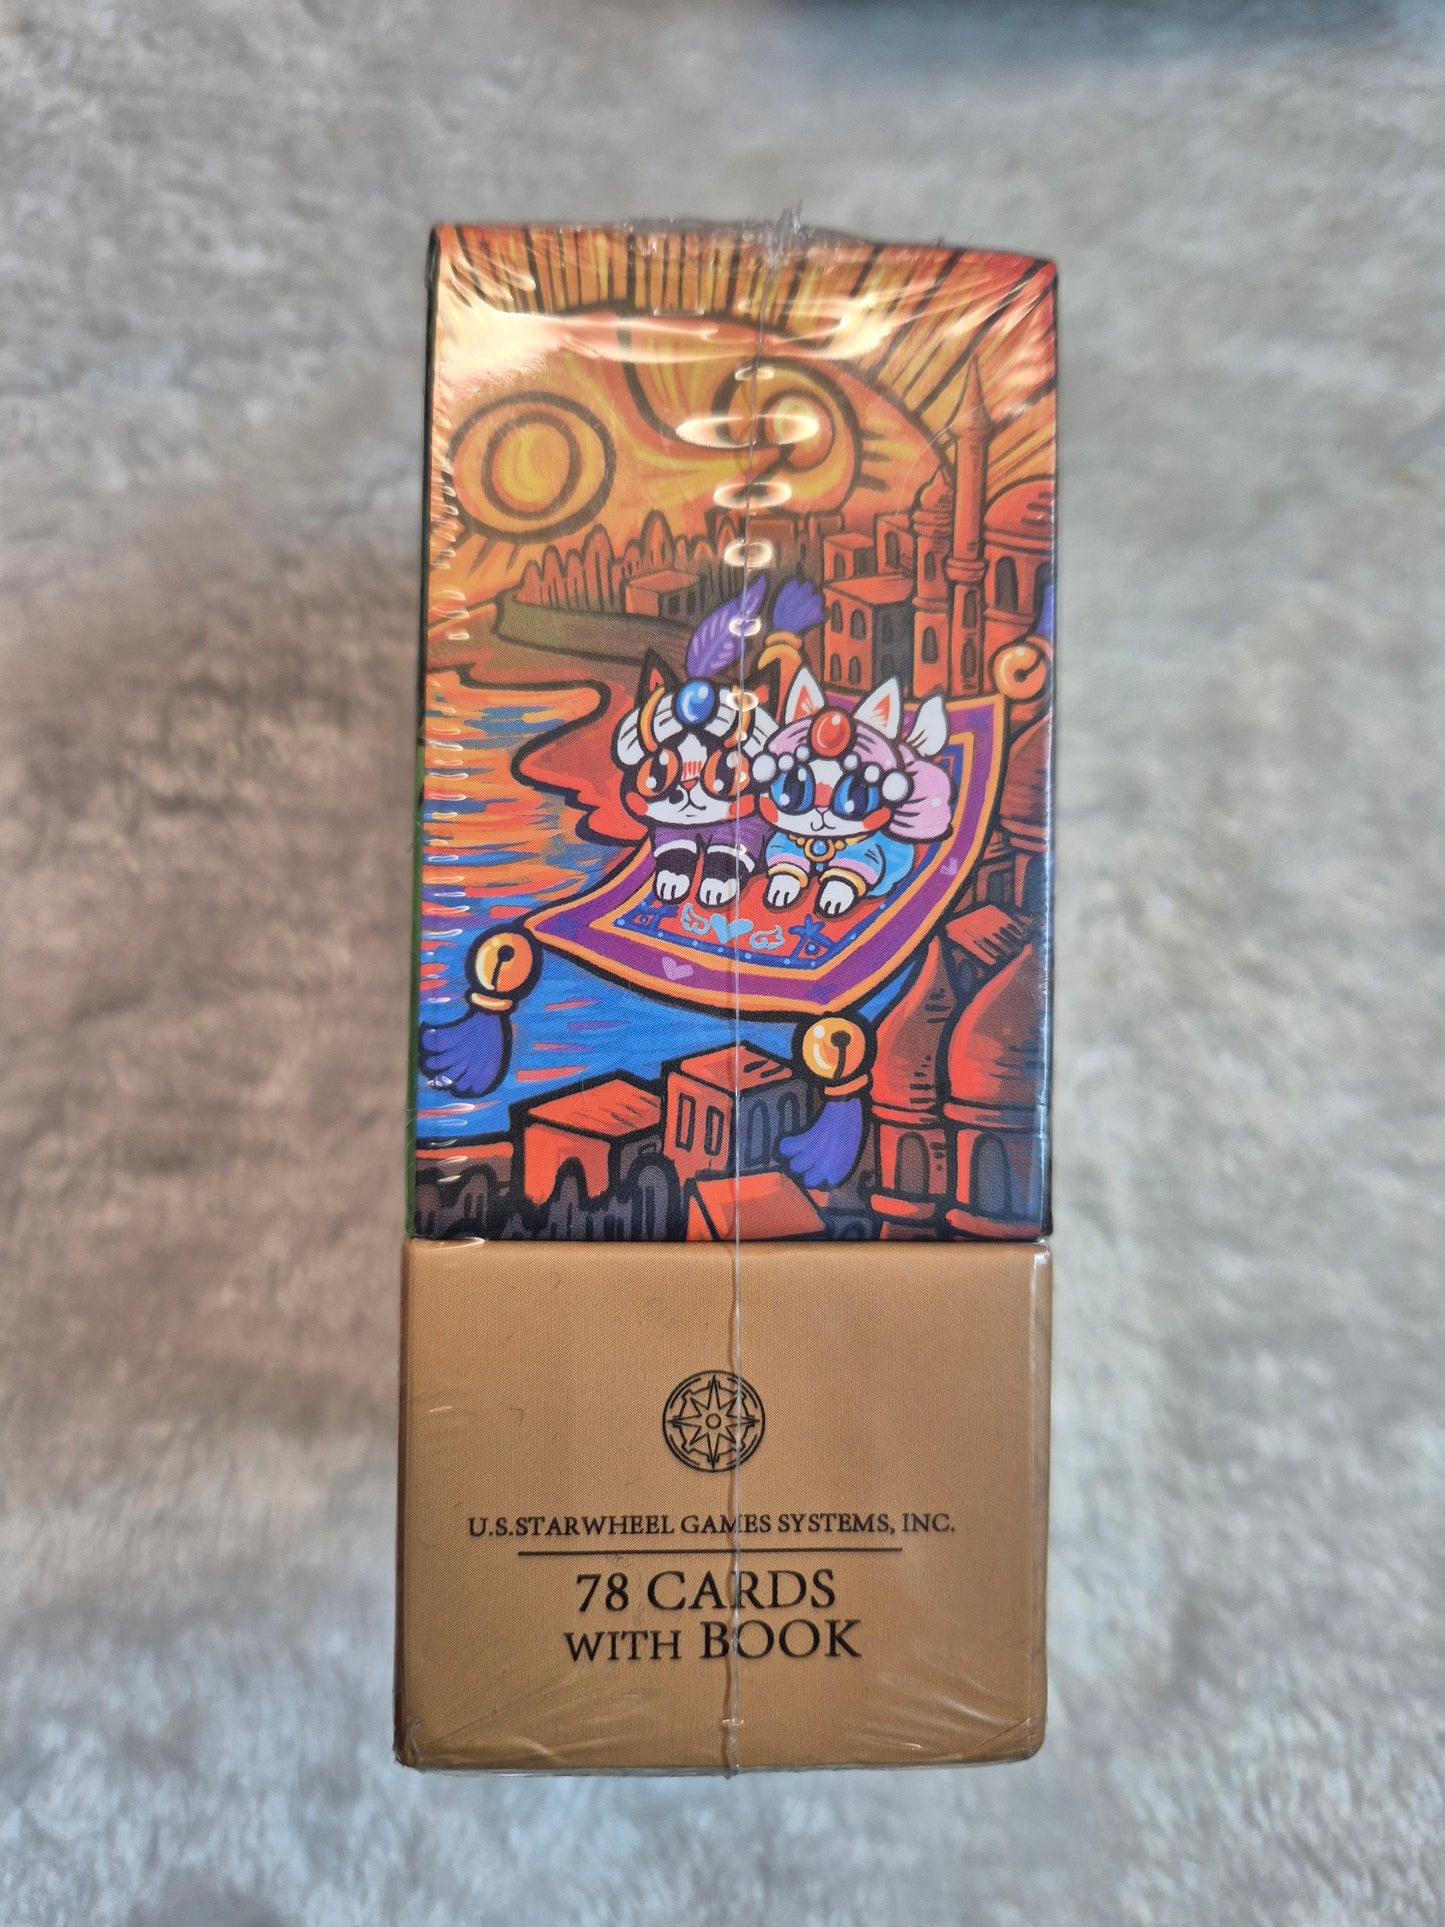 U.S.STARWHEEL GAMES SYSTEMS, INC.
78 CARDS
WITH BOOK